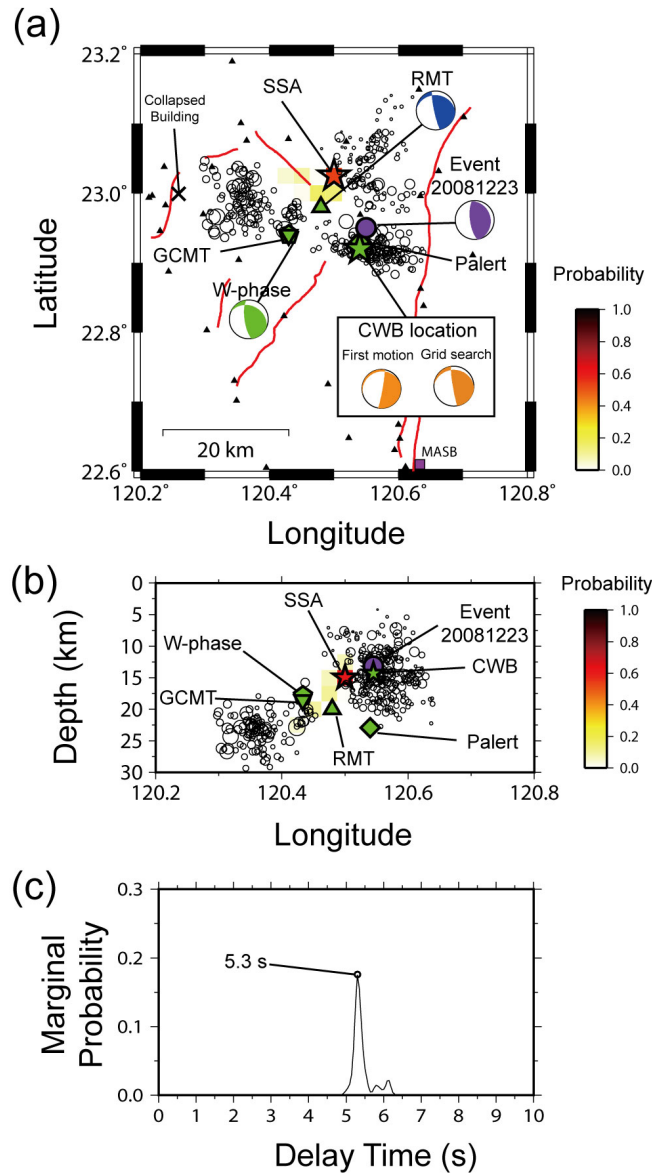 (a)
23.2°
23.0°
22.8°
22.6°
Latitude
120.2°
120.4°
120.6°
120.8°
Longitude
SSA
RMT
Collapsed
Building
Event
20081223
GCMT
Palert
W-phase
CWB location
First motion
Grid search
20 km
MASB
Probability
1.0
0.8
0.6
0.4
0.2
0.0
(b)
0
5
10
15
20
25
30
Depth (km)
120.2
120.4
120.6
120.8
Longitude
SSA
Event
20081223
W-phase
CWB
GCMT
RMT
Palert
Probability
1.0
0.8
0.6
0.4
0.2
0.0
(c)
0.3
0.2
0.1
0.0
Marginal
Probability
5.3 s
0 1 2 3 4 5 6 7 8 9 10
Delay Time (s)